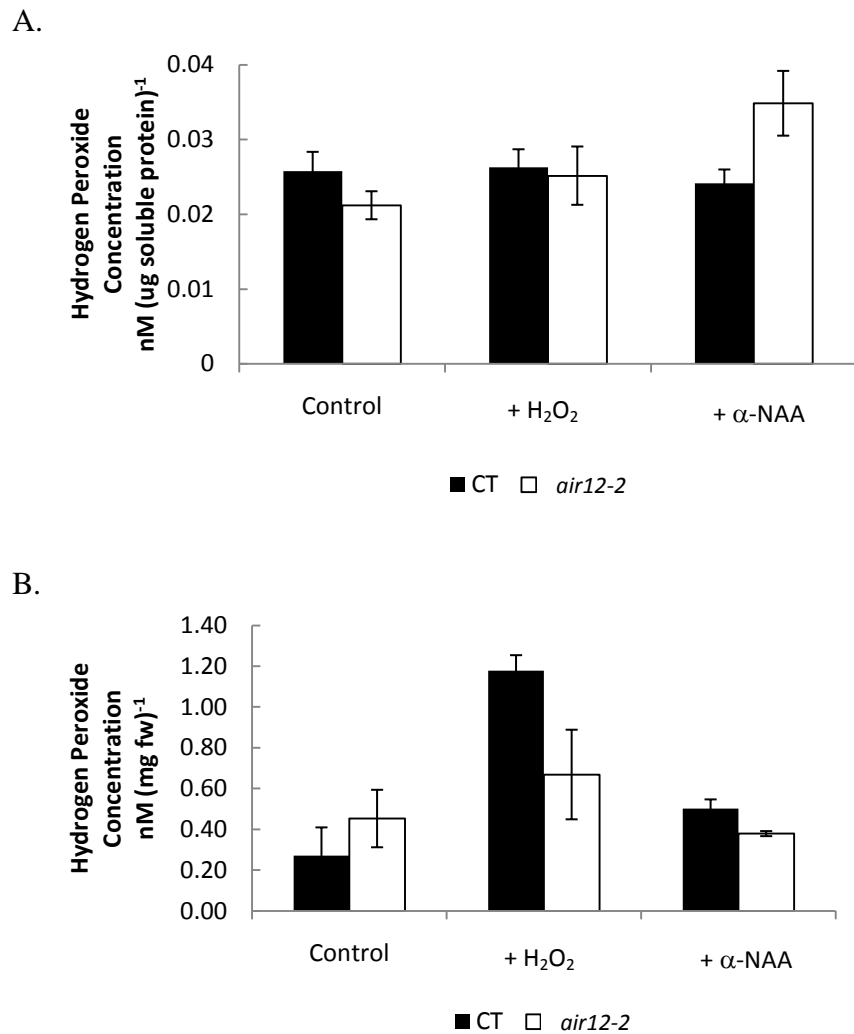 A.
Hydrogen Peroxide
Concentration
nM (ug soluble protein)⁻¹
0.04
0.03
0.02
0.01
0
Control
+ H₂O₂
+ α-NAA
CT
air12-2
B.
Hydrogen Peroxide
Concentration
nM (mg fw)⁻¹
1.40
1.20
1.00
0.80
0.60
0.40
0.20
0.00
Control
+ H₂O₂
+ α-NAA
CT
air12-2